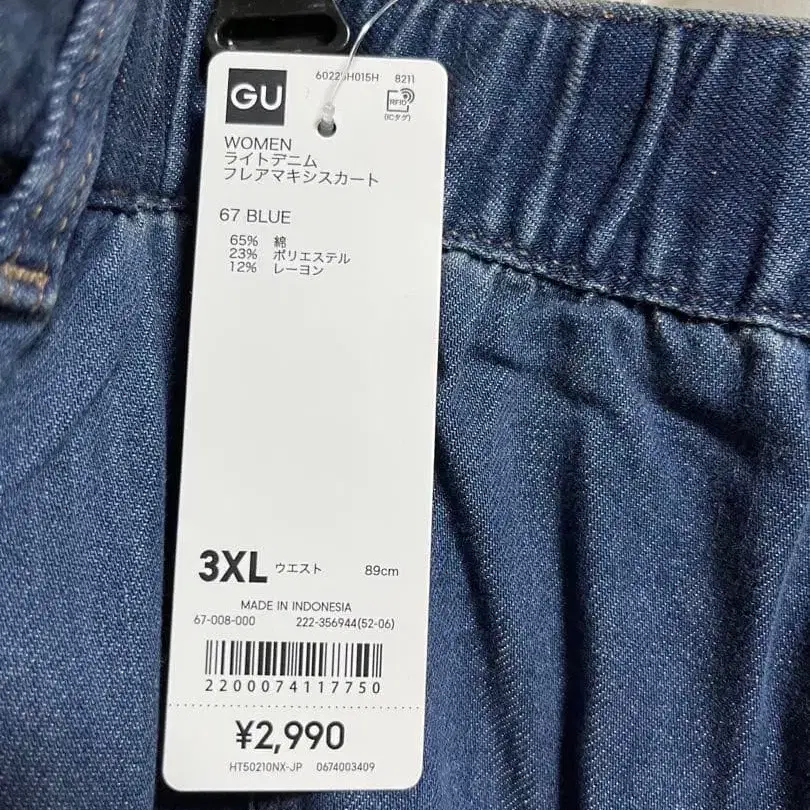 60225H015H 8211
GU
RFID
(ICタグ)
WOMEN
ライトデニム
フレアマキシスカート
67 BLUE
65% 綿
23% ポリエステル
12% レーヨン
3XL ウエスト 89cm
MADE IN INDONESIA
67-008-000 222-356944(52-06)
2200074117750
¥2,990
HT50210NX-JP 0674003409